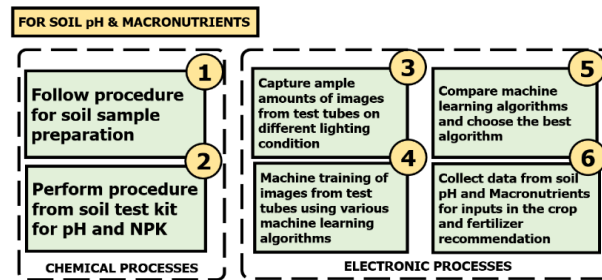 FOR SOIL pH & MACRONUTRIENTS
1
Follow procedure
for soil sample
preparation
2
Perform procedure
from soil test kit
for pH and NPK
CHEMICAL PROCESSES
3
Capture ample
amounts of images
from test tubes on
different lighting
condition
4
Machine training of
images from test
tubes using various
machine learning
algorithms
5
Compare machine
learning algorithms
and choose the best
algorithm
6
Collect data from soil
pH and Macronutrients
for inputs in the crop
and fertilizer
recommendation
ELECTRONIC PROCESSES